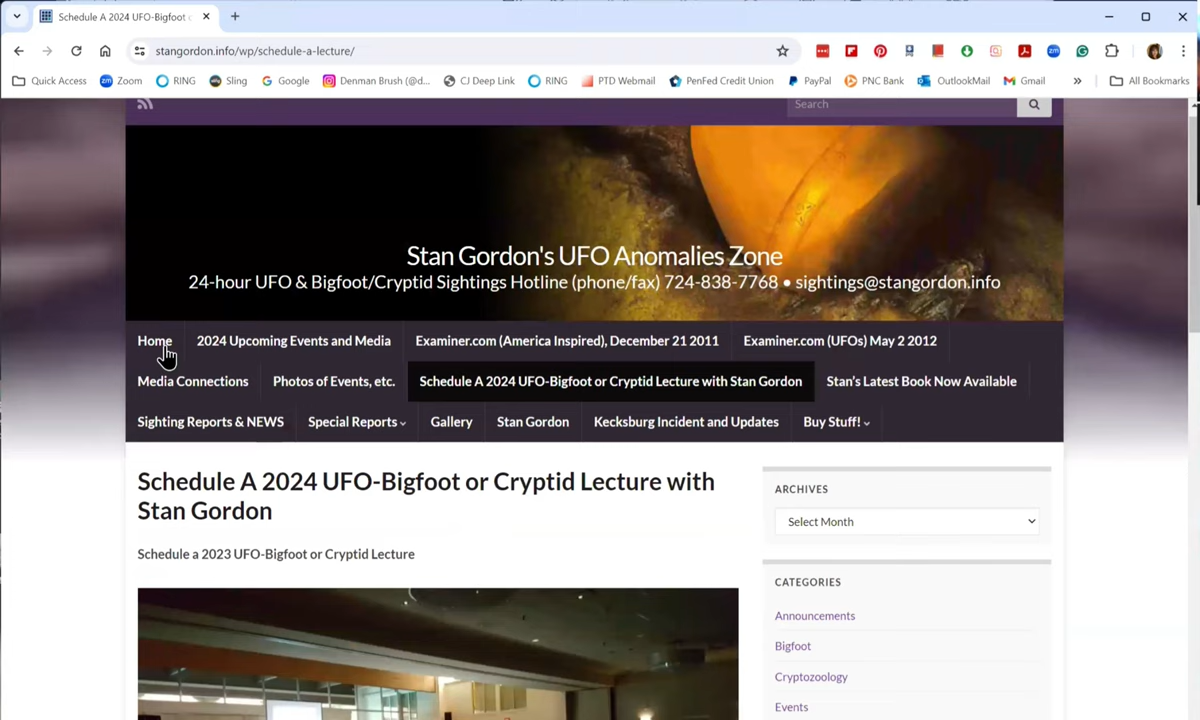 Schedule A 2024 UFO-Bigfoot o
stangordon.info/wp/schedule-a-lecture/
Quick Access Zoom RING Sling Google Denman Brush (@d... CJ Deep Link RING PTD Webmail PenFed Credit Union PayPal PNC Bank OutlookMail Gmail » All Bookmarks
Search
Stan Gordon's UFO Anomalies Zone
24-hour UFO & Bigfoot/Cryptid Sightings Hotline (phone/fax) 724-838-7768 • sightings@stangordon.info
Home 2024 Upcoming Events and Media Examiner.com (America Inspired), December 21 2011 Examiner.com (UFOs) May 2 2012
Media Connections Photos of Events, etc. Schedule A 2024 UFO-Bigfoot or Cryptid Lecture with Stan Gordon Stan's Latest Book Now Available
Sighting Reports & NEWS Special Reports Gallery Stan Gordon Kecksburg Incident and Updates Buy Stuff!
Schedule A 2024 UFO-Bigfoot or Cryptid Lecture with
Stan Gordon
Schedule a 2023 UFO-Bigfoot or Cryptid Lecture
ARCHIVES
Select Month
CATEGORIES
Announcements
Bigfoot
Cryptozoology
Events